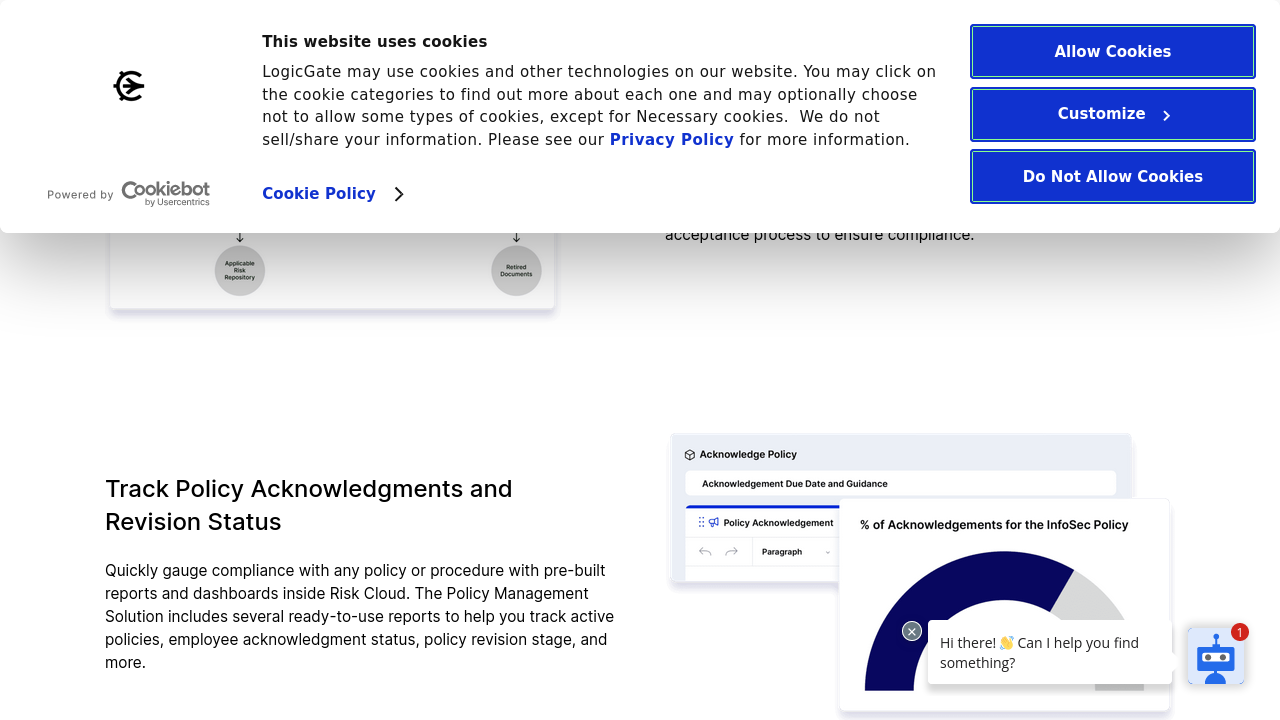 This website uses cookies
LogicGate may use cookies and other technologies on our website. You may click on
the cookie categories to find out more about each one and may optionally choose
not to allow some types of cookies, except for Necessary cookies.  We do not
sell/share your information. Please see our Privacy Policy for more information.
Cookie Policy
Powered by Cookiebot
by Usercentrics
Allow Cookies
Customize
Do Not Allow Cookies
acceptance process to ensure compliance.
Applicable
Risk
Repository
Retired
Documents
Track Policy Acknowledgments and
Revision Status
Quickly gauge compliance with any policy or procedure with pre-built
reports and dashboards inside Risk Cloud. The Policy Management
Solution includes several ready-to-use reports to help you track active
policies, employee acknowledgment status, policy revision stage, and
more.
Acknowledge Policy
Acknowledgement Due Date and Guidance
Policy Acknowledgement
Paragraph
% of Acknowledgements for the InfoSec Policy
Hi there! 👋 Can I help you find
something?
1